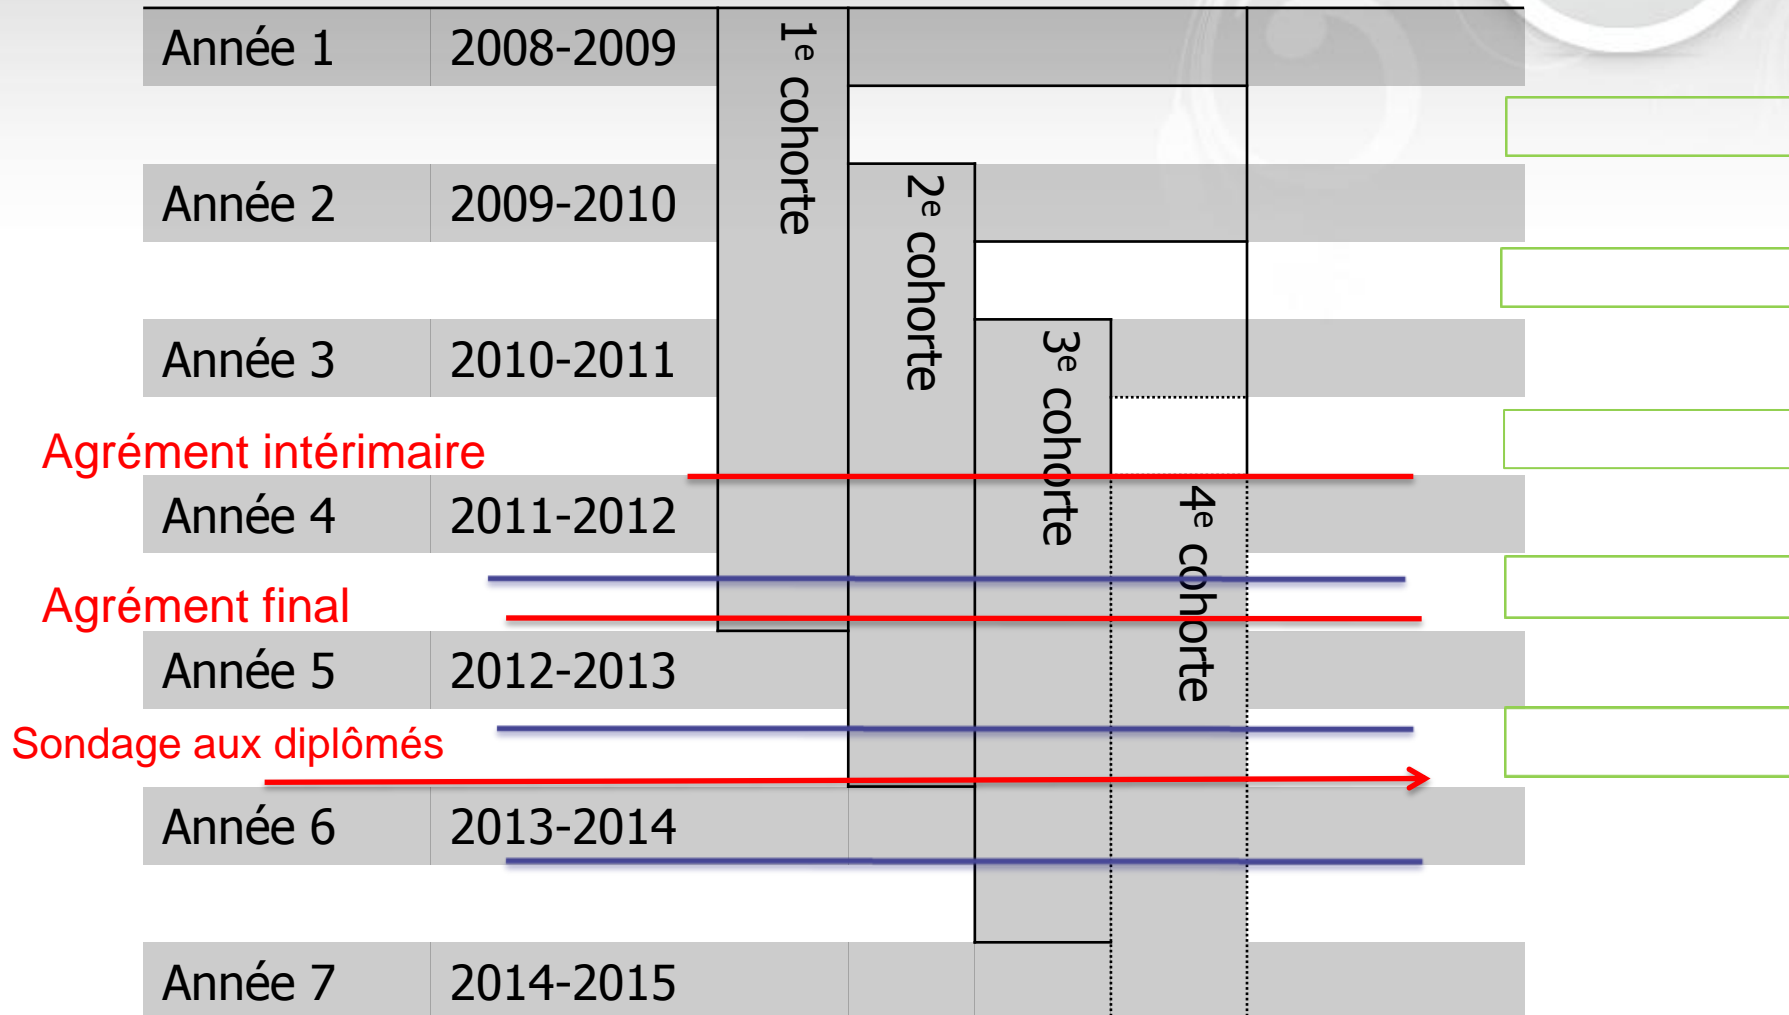 Année 1 2008-2009
1e cohorte
Année 2 2009-2010
2e cohorte
Année 3 2010-2011
3e cohorte
Agrément intérimaire
Année 4 2011-2012
4e cohorte
Agrément final
Année 5 2012-2013
Sondage aux diplômés
Année 6 2013-2014
Année 7 2014-2015